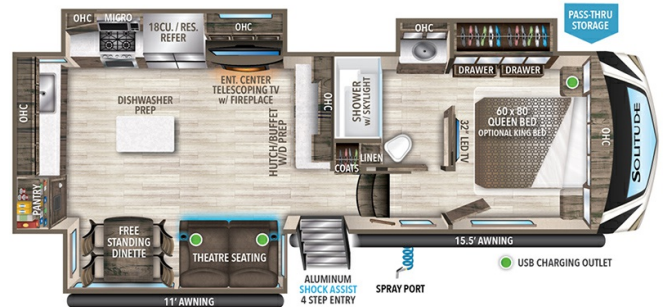 OHC
MICRO
18CU. / RES.
REFER
OHC
ENT. CENTER
TELESCOPING TV
w/ FIREPLACE
DISHWASHER
PREP
OHC
PANTRY
FREE
STANDING
DINETTE
THEATRE SEATING
11' AWNING
HUTCH/BUFFET
W/D PREP
OHC
SHOWER
w/ SKYLIGHT
COATS
LINEN
OHC
DRAWER
DRAWER
32" LED TV
60 x 80
QUEEN BED
OPTIONAL KING BED
OHC
SOLITUDE
PASS-THRU
STORAGE
15.5' AWNING
ALUMINUM
SHOCK ASSIST
4 STEP ENTRY
SPRAY PORT
USB CHARGING OUTLET